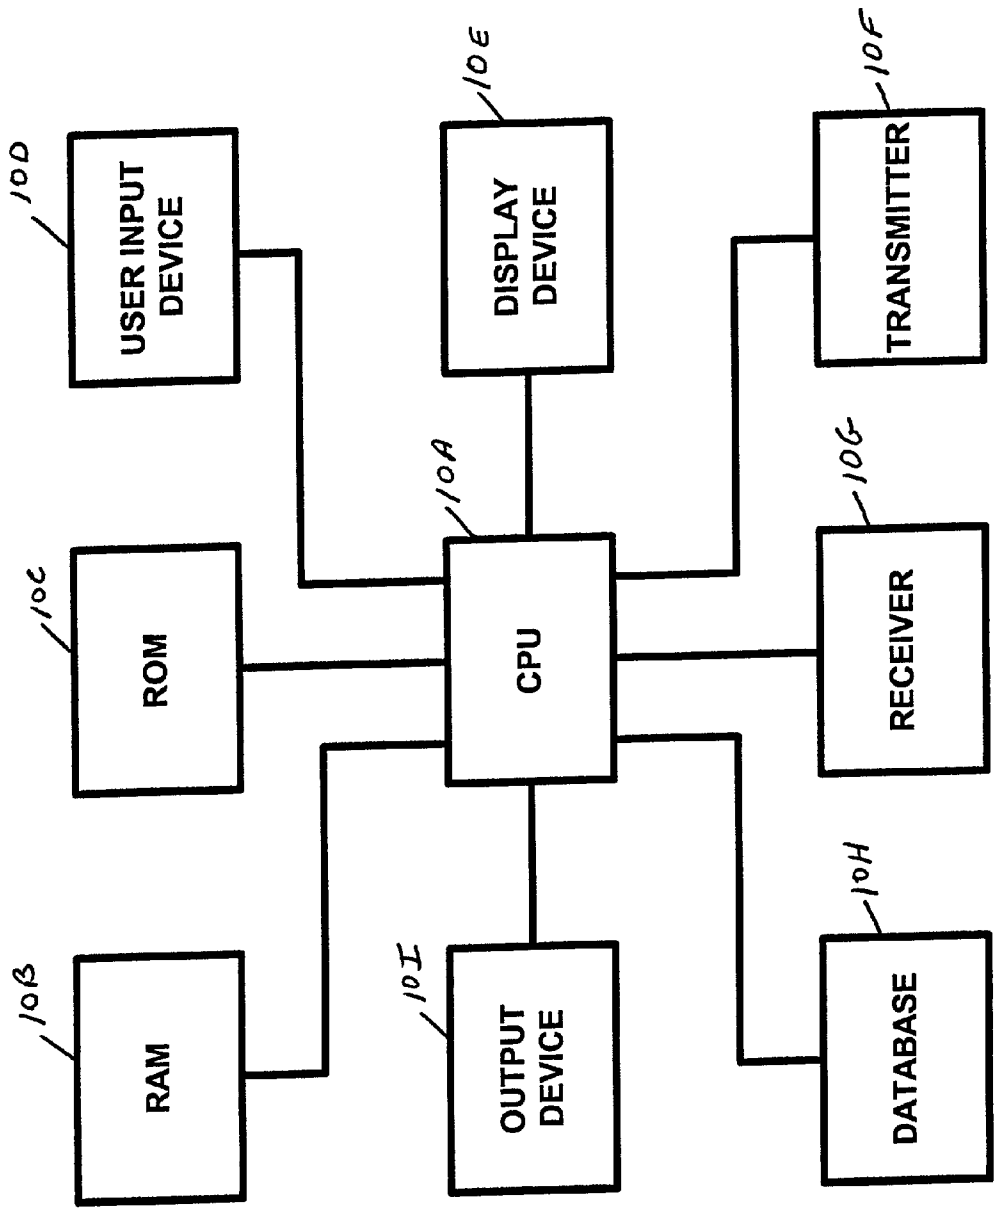 10B
RAM
10C
ROM
10D
USER INPUT
DEVICE
10I
OUTPUT
DEVICE
10A
CPU
10E
DISPLAY
DEVICE
10H
DATABASE
10G
RECEIVER
10F
TRANSMITTER